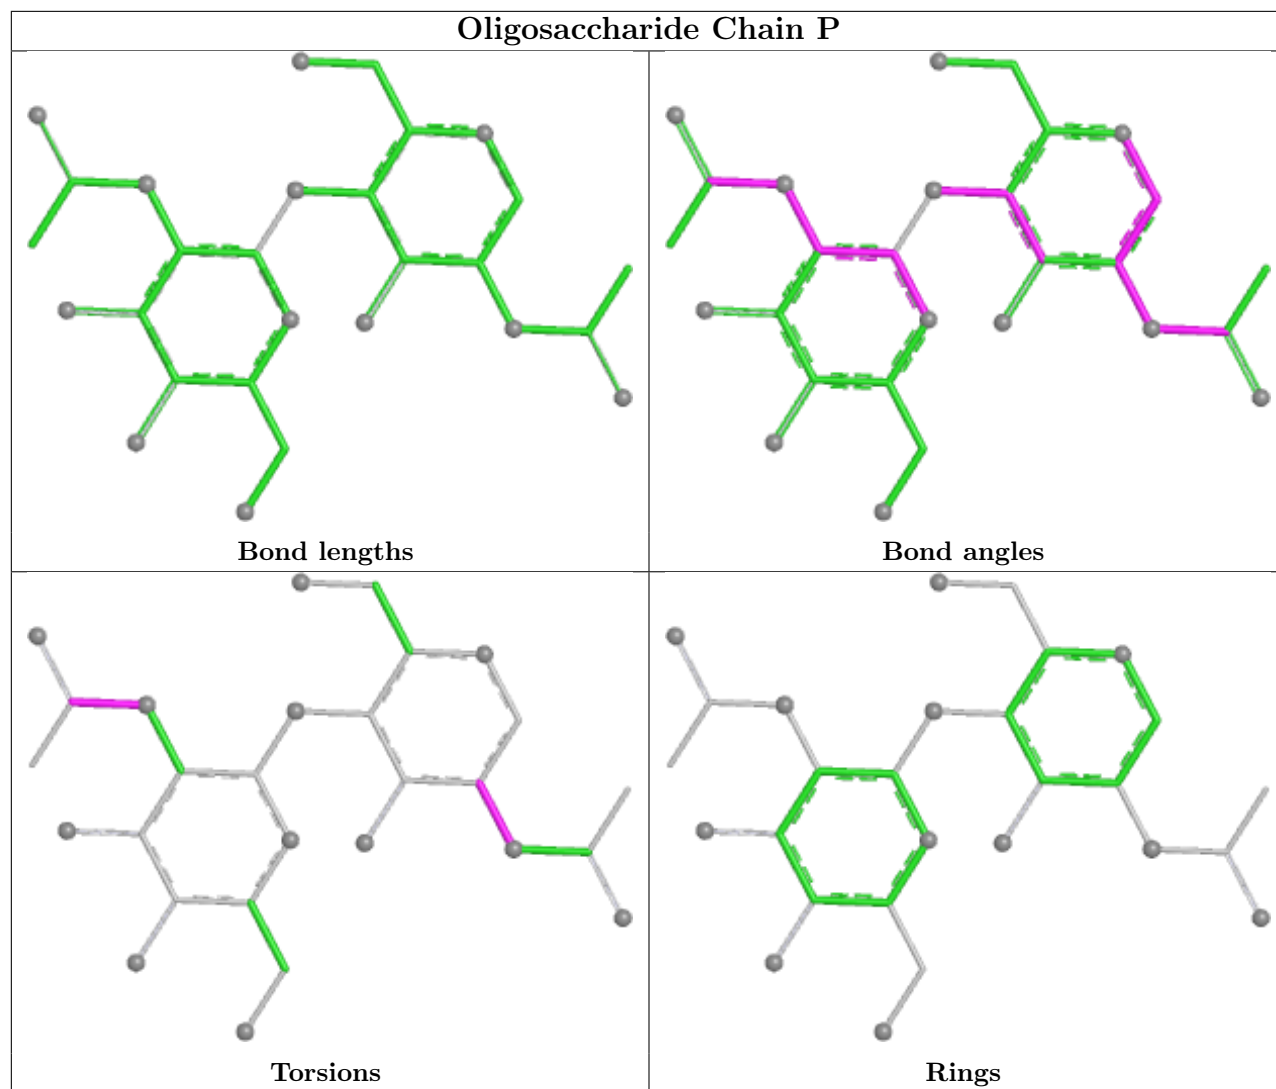 Oligosaccharide Chain P
Bond lengths
Bond angles
Torsions
Rings